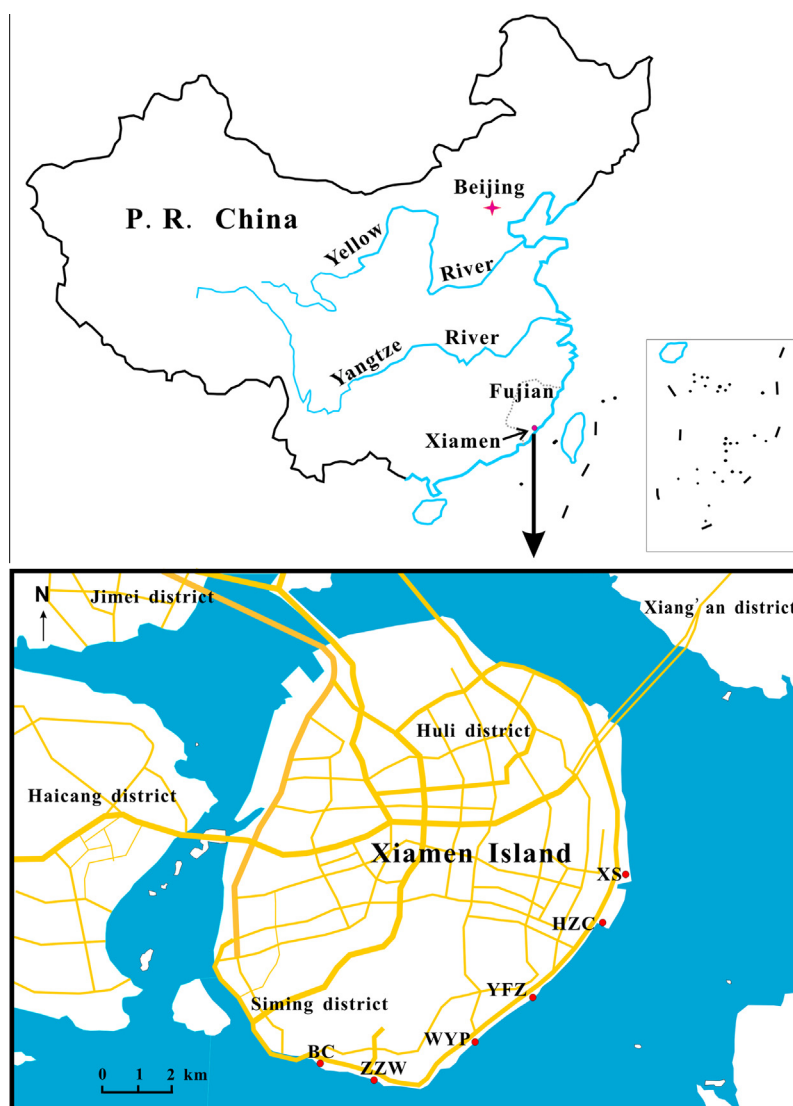 Beijing
P. R. China
Yellow
River
Yangtze
River
Fujian
Xiamen
N
Jimei district
Xiang'an district
Huli district
Haicang district
Xiamen Island
XS
HZC
YFZ
Siming district
WYP
BC
ZZW
0 1 2 km